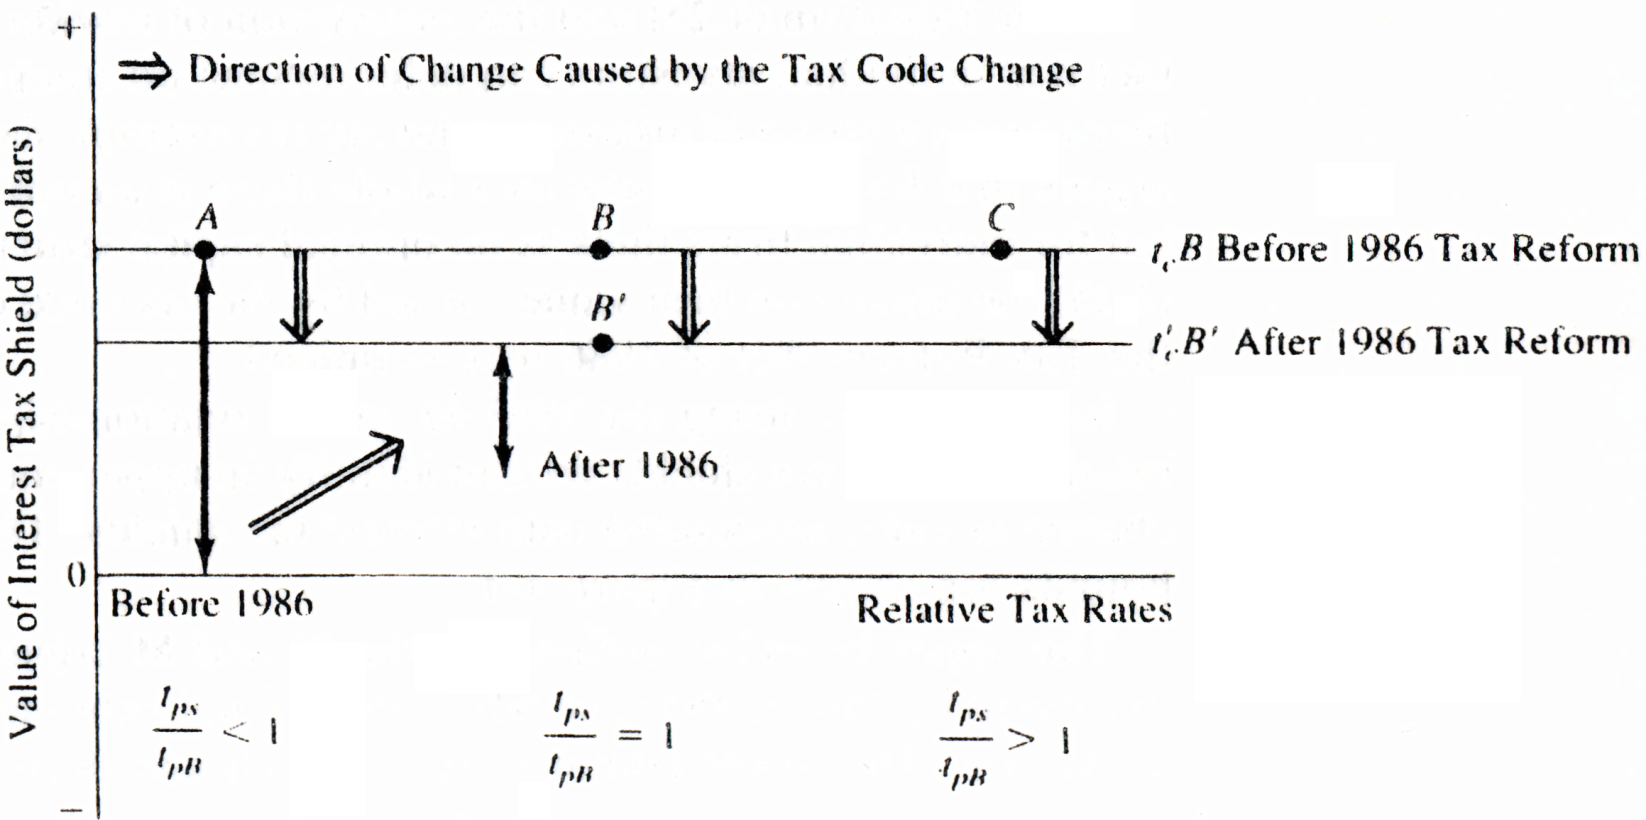 +
⇒ Direction of Change Caused by the Tax Code Change
Value of Interest Tax Shield (dollars)
A
B
C
t_c B Before 1986 Tax Reform
B'
t'_c B' After 1986 Tax Reform
After 1986
0
Before 1986
Relative Tax Rates
t_ps / t_pB < 1
t_ps / t_pB = 1
t_ps / t_pB > 1
−